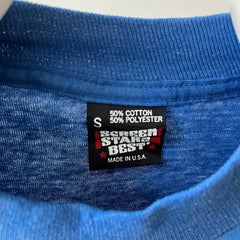 S
50% COTTON
50% POLYESTER
SCREEN
STARS
BEST
MADE IN U.S.A.